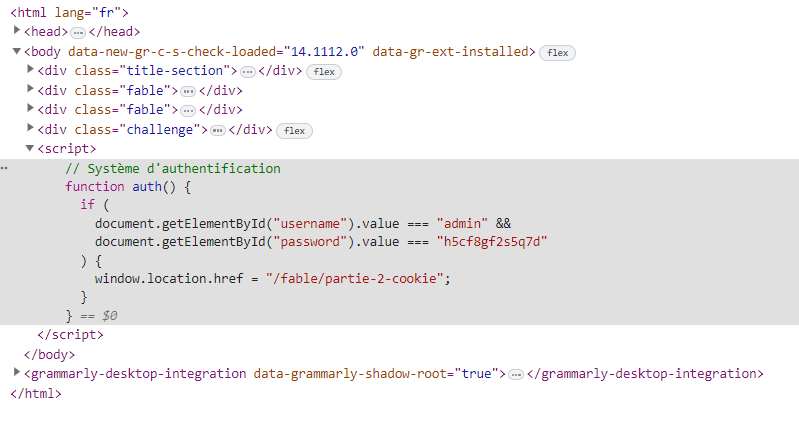 <html lang="fr">
<head>…</head>
<body data-new-gr-c-s-check-loaded="14.1112.0" data-gr-ext-installed> flex
<div class="title-section">…</div> flex
<div class="fable">…</div>
<div class="fable">…</div>
<div class="challenge">…</div> flex
<script>
// Système d'authentification
function auth() {
if (
document.getElementById("username").value === "admin" &&
document.getElementById("password").value === "h5cf8gf2s5q7d"
) {
window.location.href = "/fable/partie-2-cookie";
}
} == $0
</script>
</body>
<grammarly-desktop-integration data-grammarly-shadow-root="true">…</grammarly-desktop-integration>
</html>